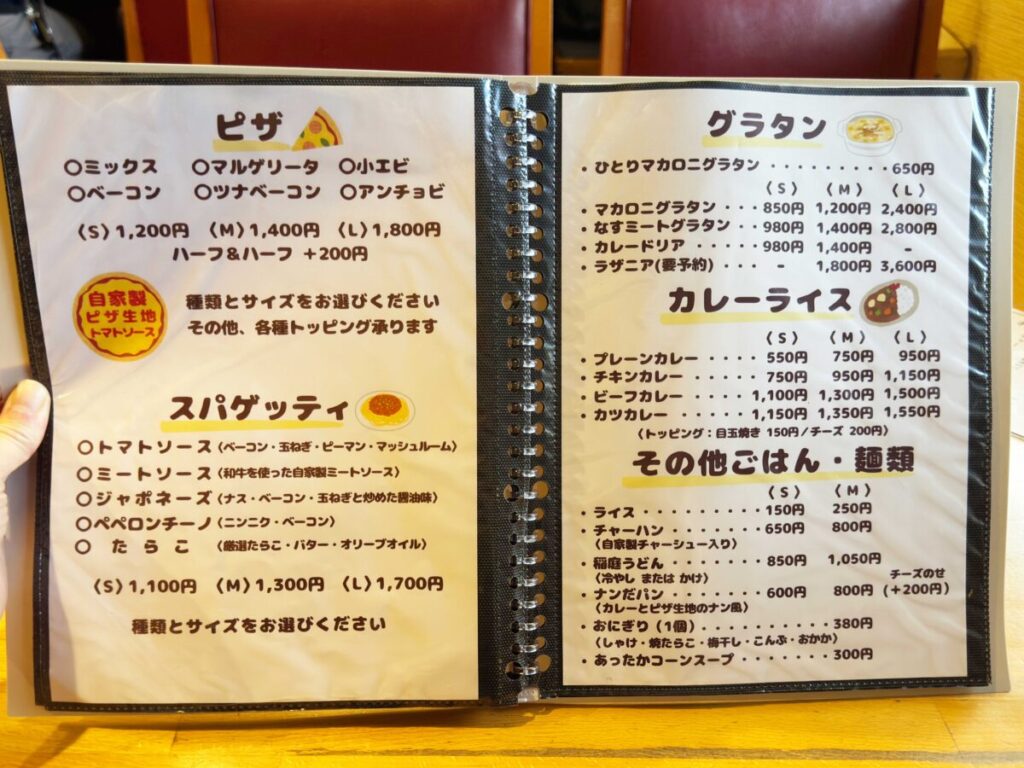 ピザ
〇ミックス 〇マルゲリータ 〇小エビ
〇ベーコン 〇ツナベーコン 〇アンチョビ
(S) 1,200円 (M) 1,400円 (L) 1,800円
ハーフ&ハーフ +200円
自家製
ピザ生地
トマトソース
種類とサイズをお選びください
その他、各種トッピング承ります
スパゲッティ
〇トマトソース(ベーコン・玉ねぎ・ピーマン・マッシュルーム)
〇ミートソース(和牛を使った自家製ミートソース)
〇ジャポネーズ(ナス・ベーコン・玉ねぎと炒めた醤油味)
〇ペペロンチーノ(ニンニク・ベーコン)
〇 たらこ (厳選たらこ・バター・オリーブオイル)
(S) 1,100円 (M) 1,300円 (L) 1,700円
種類とサイズをお選びください
グラタン
・ひとりマカロニグラタン ・・・・・・・・650円
(S) (M) (L)
・マカロニグラタン ・・・850円 1,200円 2,400円
・なすミートグラタン ・・980円 1,400円 2,800円
・カレードリア ・・・・・980円 1,400円 -
・ラザニア(要予約) ・・・ - 1,800円 3,600円
カレーライス
(S) (M) (L)
・プレーンカレー ・・・・550円 750円 950円
・チキンカレー ・・・・・750円 950円 1,150円
・ビーフカレー ・・・・1,100円 1,300円 1,500円
・カツカレー ・・・・・1,150円 1,350円 1,550円
(トッピング:目玉焼き 150円/チーズ 200円)
その他ごはん・麺類
(S) (M)
・ライス ・・・・・・・・・150円 250円
・チャーハン ・・・・・・・650円 800円
(自家製チャーシュー入り)
・稲庭うどん ・・・・・・・850円 1,050円
(冷やし または かけ)
チーズのせ
・ナンだパン ・・・・・・・600円 800円(+200円)
(カレーとピザ生地のナン風)
・おにぎり(1個)・・・・・・・・・・・380円
(しゃけ・焼たらこ・梅干し・こんぶ・おかか)
・あったかコーンスープ ・・・・・・・300円